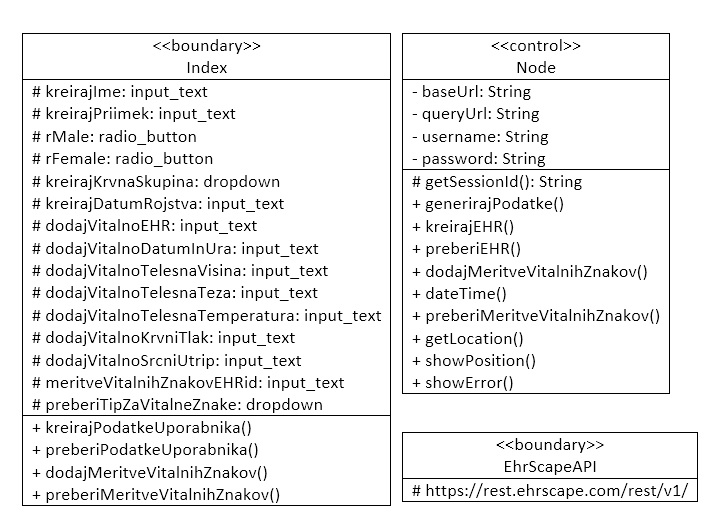 <<boundary>>
Index
# kreirajIme: input_text
# kreirajPriimek: input_text
# rMale: radio_button
# rFemale: radio_button
# kreirajKrvnaSkupina: dropdown
# kreirajDatumRojstva: input_text
# dodajVitalnoEHR: input_text
# dodajVitalnoDatumInUra: input_text
# dodajVitalnoTelesnaVisina: input_text
# dodajVitalnoTelesnaTeza: input_text
# dodajVitalnoTelesnaTemperatura: input_text
# dodajVitalnoKrvniTlak: input_text
# dodajVitalnoSrcniUtrip: input_text
# meritveVitalnihZnakovEHRid: input_text
# preberiTipZaVitalneZnake: dropdown
+ kreirajPodatkeUporabnika()
+ preberiPodatkeUporabnika()
+ dodajMeritveVitalnihZnakov()
+ preberiMeritveVitalnihZnakov()
<<control>>
Node
- baseUrl: String
- queryUrl: String
- username: String
- password: String
# getSessionId(): String
+ generirajPodatke()
+ kreirajEHR()
+ preberiEHR()
+ dodajMeritveVitalnihZnakov()
+ dateTime()
+ preberiMeritveVitalnihZnakov()
+ getLocation()
+ showPosition()
+ showError()
<<boundary>>
EhrScapeAPI
# https://rest.ehrscape.com/rest/v1/